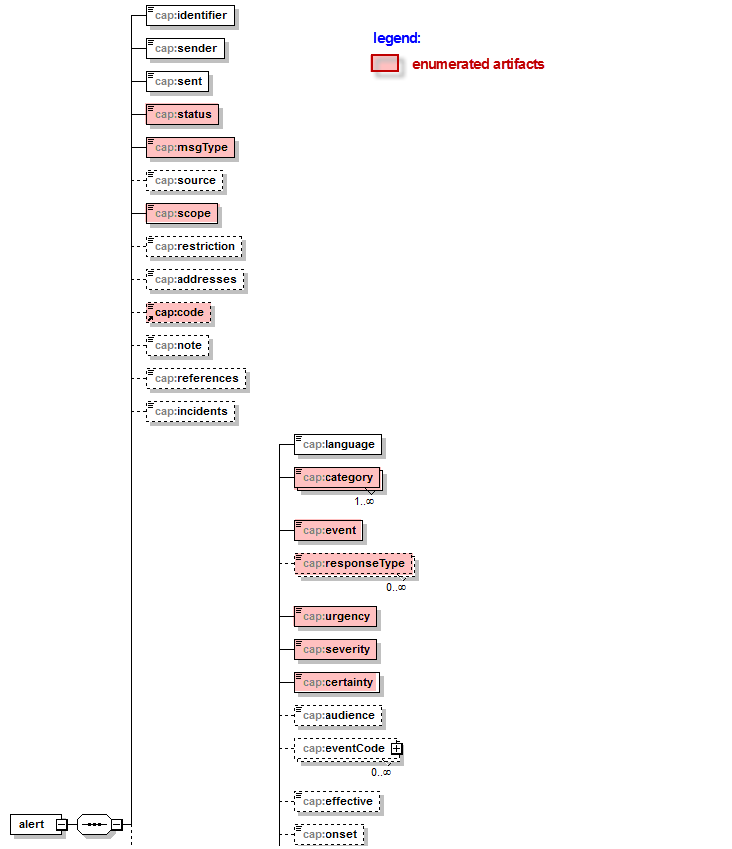 cap:identifier
legend:
cap:sender
enumerated artifacts
cap:sent
cap:status
cap:msgType
cap:source
cap:scope
cap:restriction
cap:addresses
cap:code
cap:note
cap:references
cap:incidents
cap:language
cap:category
1..∞
cap:event
cap:responseType
0..∞
cap:urgency
cap:severity
cap:certainty
cap:audience
cap:eventCode
0..∞
cap:effective
alert
cap:onset